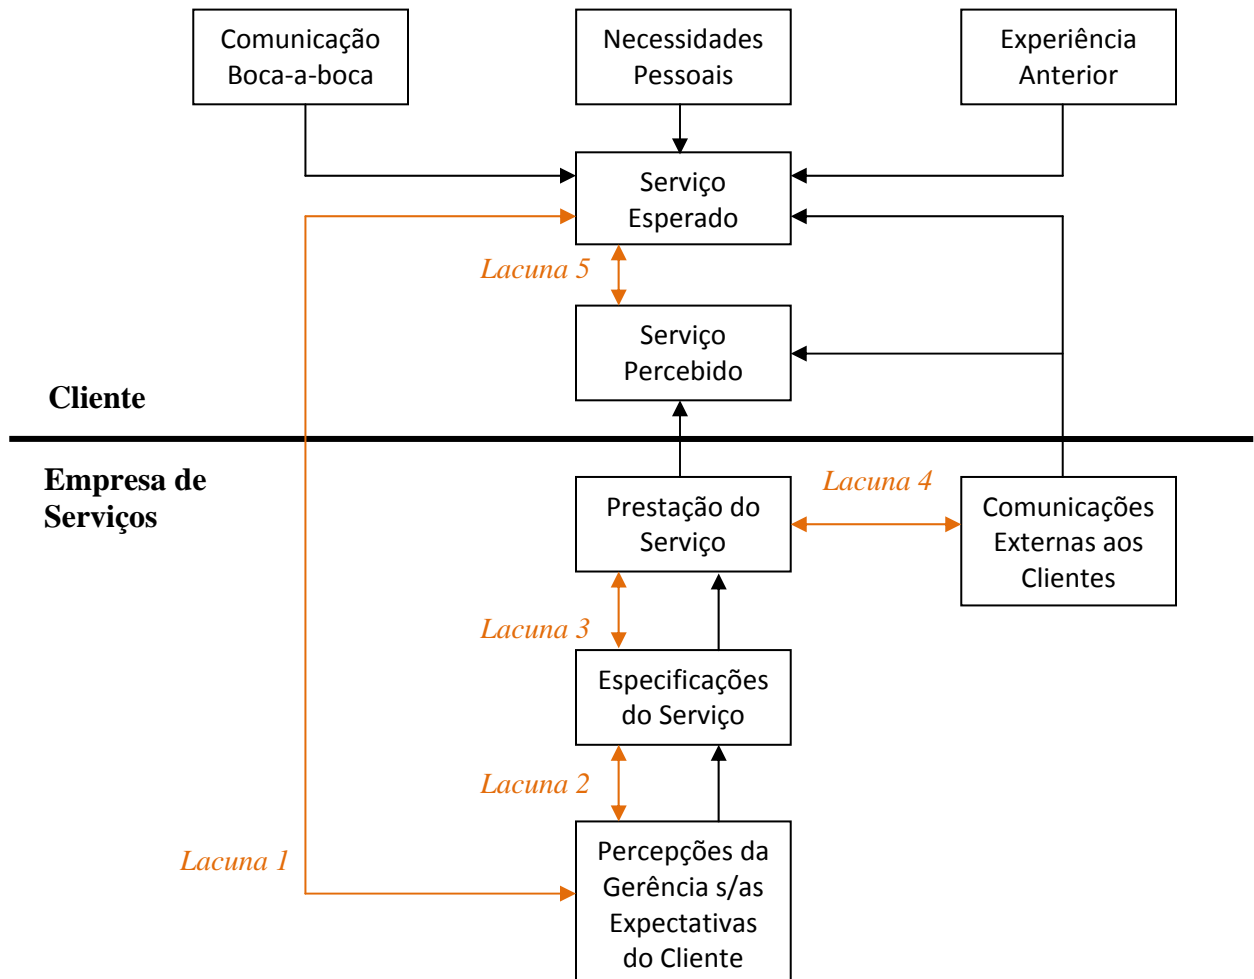 Comunicação
Boca-a-boca
Necessidades
Pessoais
Experiência
Anterior
Serviço
Esperado
Lacuna 5
Serviço
Percebido
Cliente
Empresa de
Serviços
Prestação do
Serviço
Lacuna 4
Comunicações
Externas aos
Clientes
Lacuna 3
Especificações
do Serviço
Lacuna 2
Lacuna 1
Percepções da
Gerência s/as
Expectativas
do Cliente